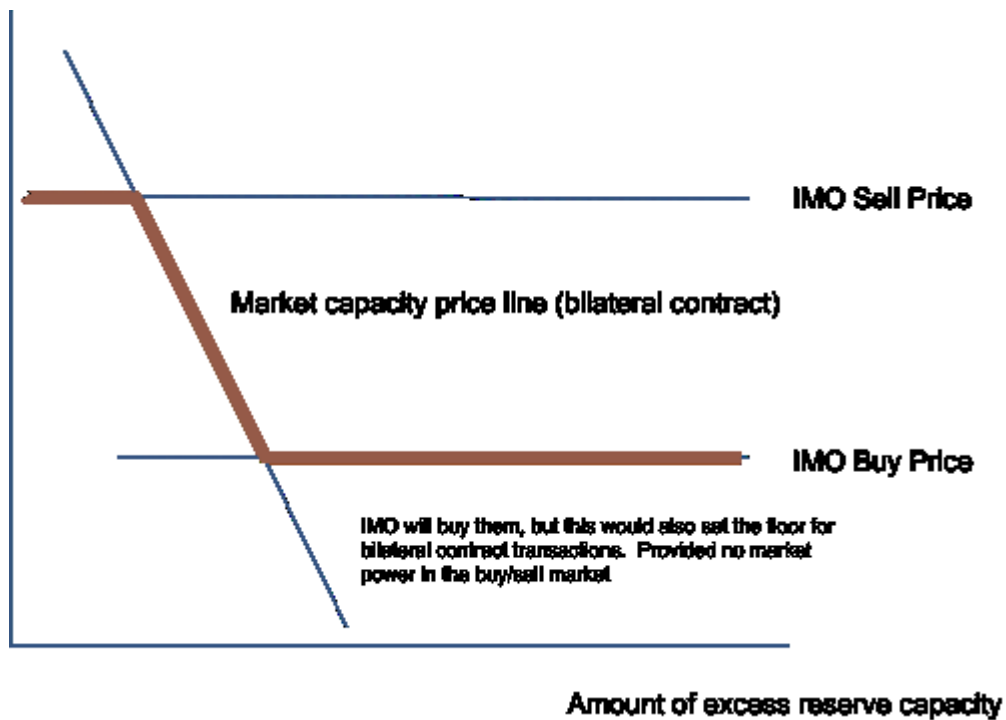 IMO Sell Price
Market capacity price line (bilateral contract)
IMO Buy Price
IMO will buy them, but this would also set the floor for
bilateral contract transactions.  Provided no market
power in the buy/sell market
Amount of excess reserve capacity